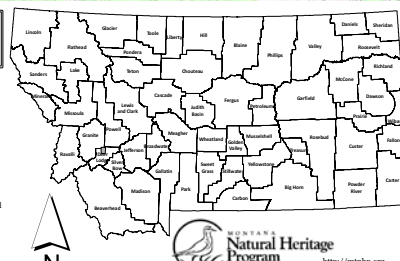 Lincoln
Flathead
Glacier
Toole
Liberty
Hill
Blaine
Phillips
Valley
Daniels
Sheridan
Roosevelt
Pondera
Richland
Sanders
Lake
Teton
Chouteau
McCone
Dawson
Cascade
Lewis
and Clark
Judith
Basin
Fergus
Petroleum
Garfield
Prairie
Missoula
Powell
Granite
Meagher
Wheatland
Golden
Valley
Musselshell
Rosebud
Custer
Fallon
Ravalli
Deer
Lodge
Silver
Bow
Jefferson
Broadwater
Gallatin
Park
Sweet
Grass
Stillwater
Yellowstone
Treasure
Big Horn
Powder
River
Carter
Carbon
Madison
Beaverhead
N
MONTANA
Natural Heritage
Program